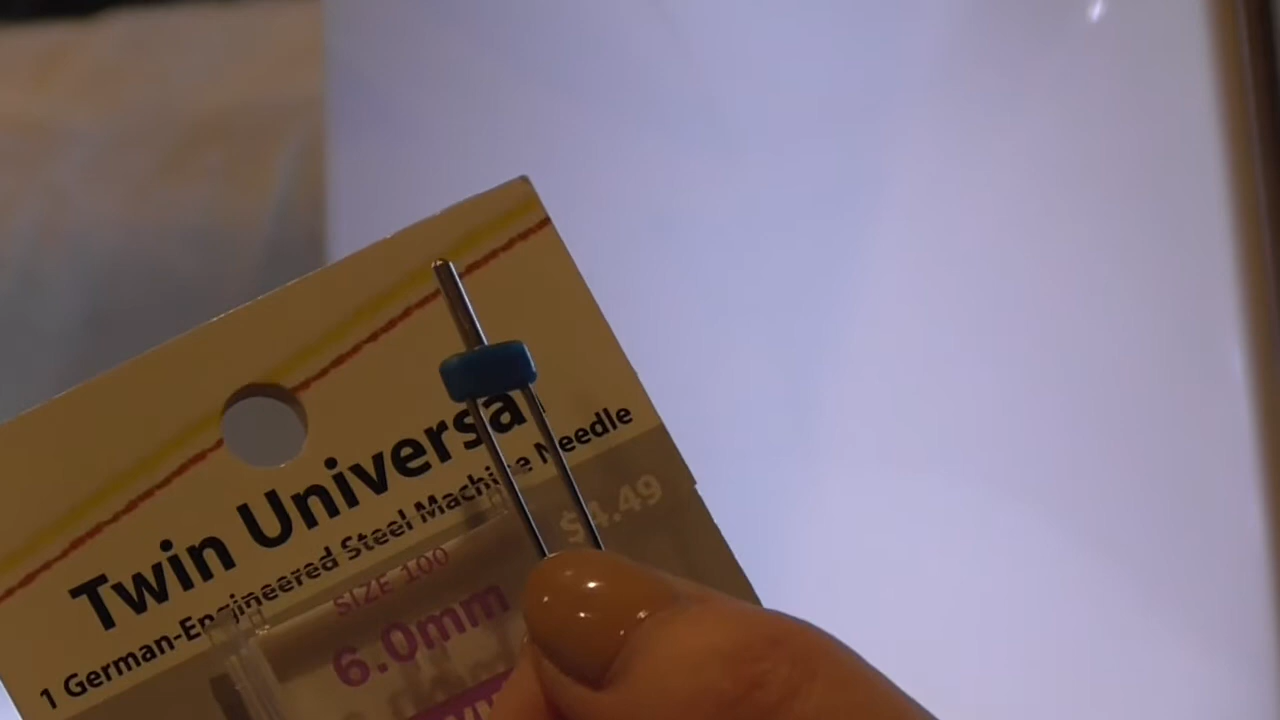 Twin Universal
1 German-Engineered Steel Machine Needle
$4.49
SIZE 100
6.0mm